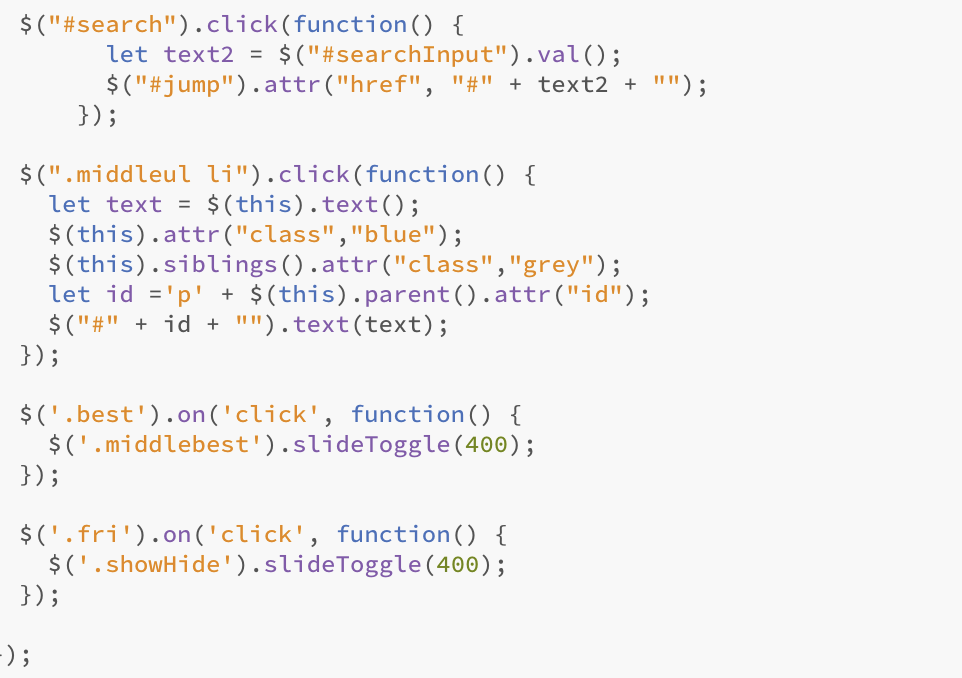 $("#search").click(function() {
let text2 = $("#searchInput").val();
$("#jump").attr("href", "#" + text2 + "");
});
$(".middleul li").click(function() {
let text = $(this).text();
$(this).attr("class","blue");
$(this).siblings().attr("class","grey");
let id ='p' + $(this).parent().attr("id");
$("#" + id + "").text(text);
});
$('.best').on('click', function() {
$('.middlebest').slideToggle(400);
});
$('.fri').on('click', function() {
$('.showHide').slideToggle(400);
});
});